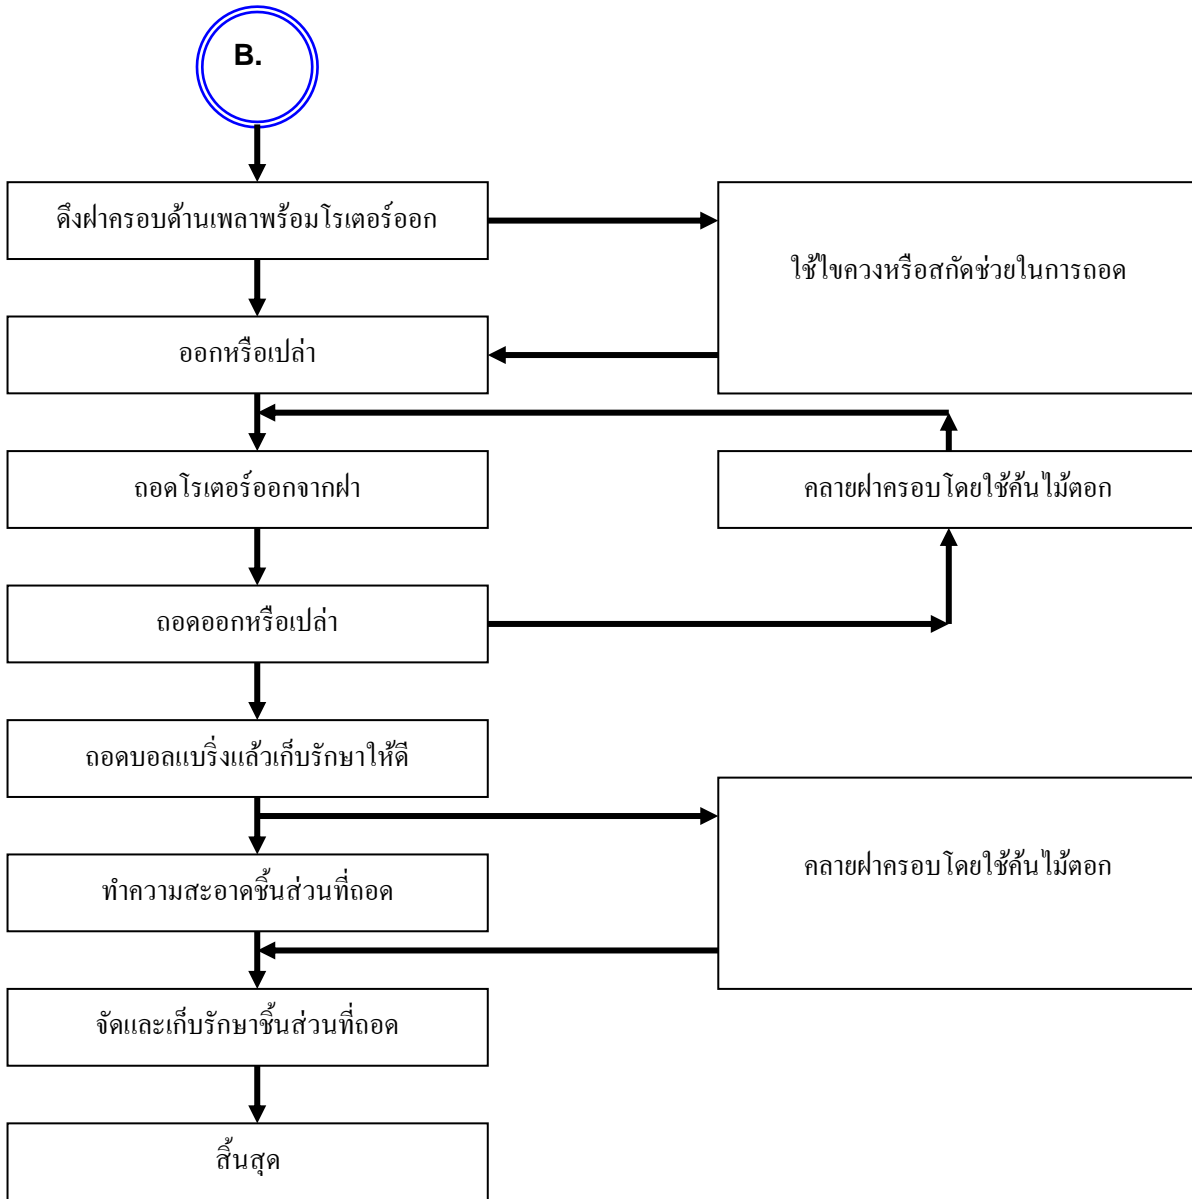 B.
ดึงฝาครอบด้านเพลาพร้อมโรเตอร์ออก
ใช้ไขควงหรือสกัดช่วยในการถอด
ออกหรือเปล่า
ถอดโรเตอร์ออกจากฝา
คลายฝาครอบโดยใช้ค้นไม้ตอก
ถอดออกหรือเปล่า
ถอดบอลแบริ่งแล้วเก็บรักษาให้ดี
คลายฝาครอบโดยใช้ค้นไม้ตอก
ทำความสะอาดชิ้นส่วนที่ถอด
จัดและเก็บรักษาชิ้นส่วนที่ถอด
สิ้นสุด